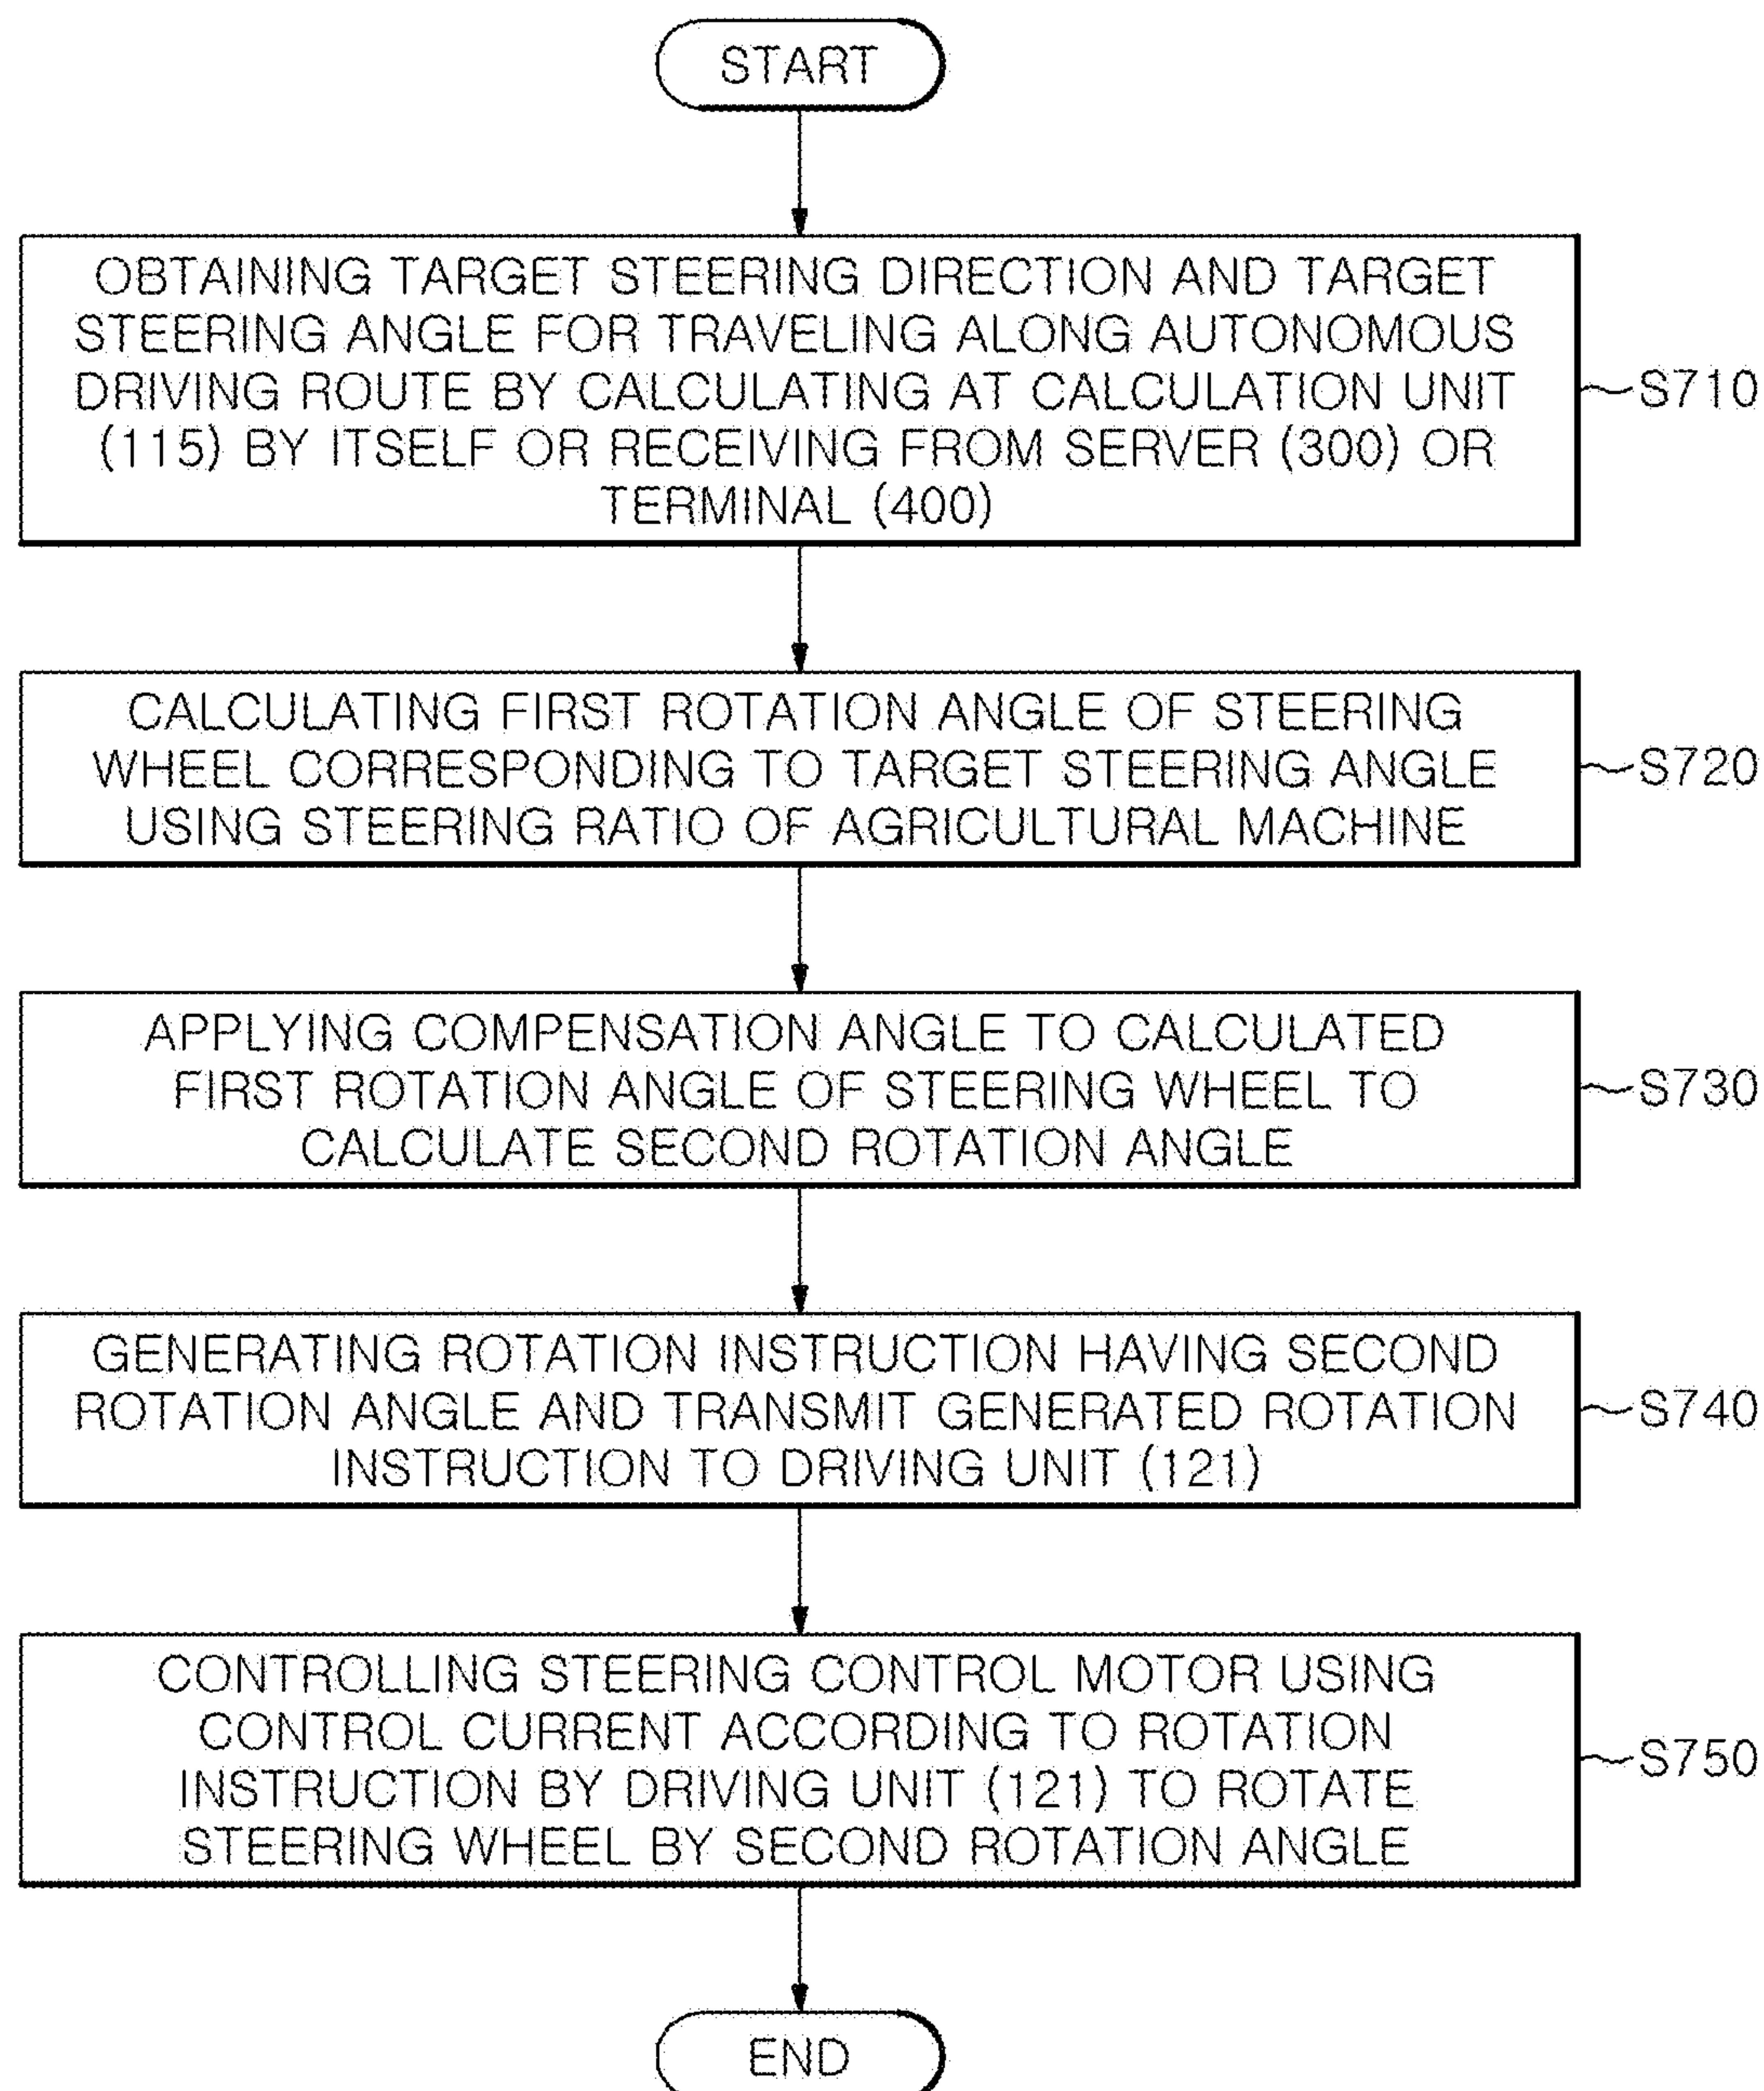 START
OBTAINING TARGET STEERING DIRECTION AND TARGET
STEERING ANGLE FOR TRAVELING ALONG AUTONOMOUS
DRIVING ROUTE BY CALCULATING AT CALCULATION UNIT
(115) BY ITSELF OR RECEIVING FROM SERVER (300) OR
TERMINAL (400)
S710
CALCULATING FIRST ROTATION ANGLE OF STEERING
WHEEL CORRESPONDING TO TARGET STEERING ANGLE
USING STEERING RATIO OF AGRICULTURAL MACHINE
S720
APPLYING COMPENSATION ANGLE TO CALCULATED
FIRST ROTATION ANGLE OF STEERING WHEEL TO
CALCULATE SECOND ROTATION ANGLE
S730
GENERATING ROTATION INSTRUCTION HAVING SECOND
ROTATION ANGLE AND TRANSMIT GENERATED ROTATION
INSTRUCTION TO DRIVING UNIT (121)
S740
CONTROLLING STEERING CONTROL MOTOR USING
CONTROL CURRENT ACCORDING TO ROTATION
INSTRUCTION BY DRIVING UNIT (121) TO ROTATE
STEERING WHEEL BY SECOND ROTATION ANGLE
S750
END